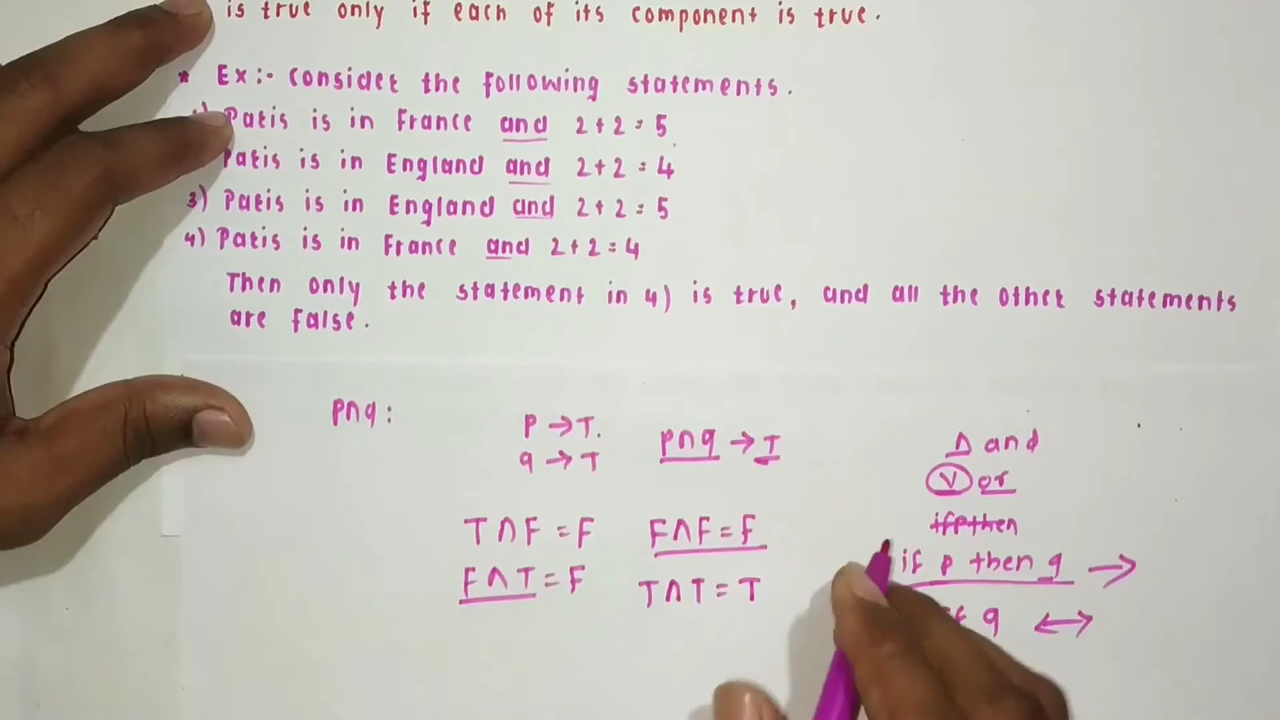 is true only if each of its component is true.
* Ex:- Consider the following statements.
Paris is in France and 2+2=5
Paris is in England and 2+2=4
3) Paris is in England and 2+2=5
4) Paris is in France and 2+2=4
Then only the statement in 4) is true, and all the other statements
are false.
p∧q:
p→T.
q→T
p∧q→T
T∧F=F
F∧F=F
F∧T=F
T∧T=T
∧ and
∨ or
if p then q →
q ↔